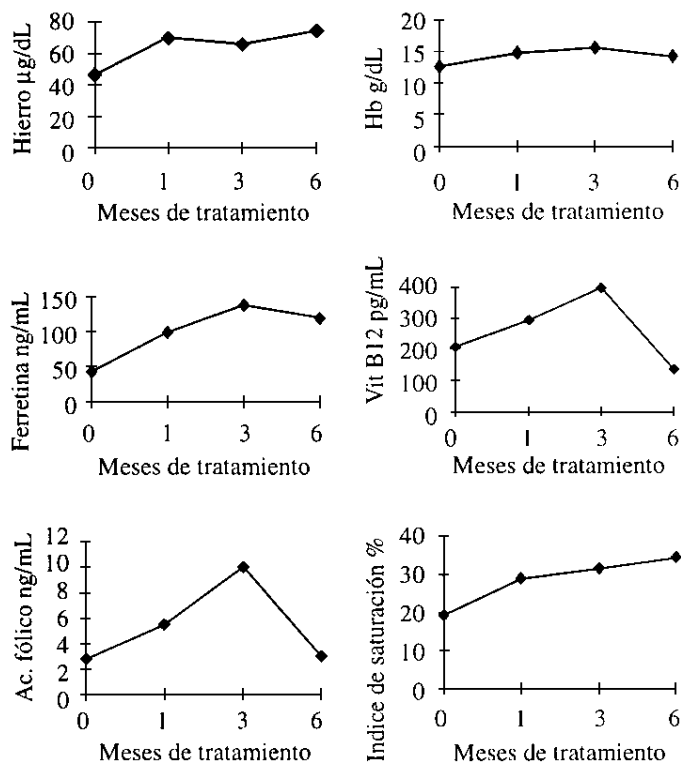 Hierro µg/dL
80
60
40
20
0
0 1 3 6
Meses de tratamiento
Hb g/dL
20
15
10
5
0
0 1 3 6
Meses de tratamiento
Ferretina ng/mL
150
100
50
0
0 1 3 6
Meses de tratamiento
Vit B12 pg/mL
400
300
200
100
0
0 1 3 6
Meses de tratamiento
Ac. fólico ng/mL
12
10
8
6
4
2
0
0 1 3 6
Meses de tratamiento
Indice de saturación %
40
30
20
10
0
0 1 3 6
Meses de tratamiento